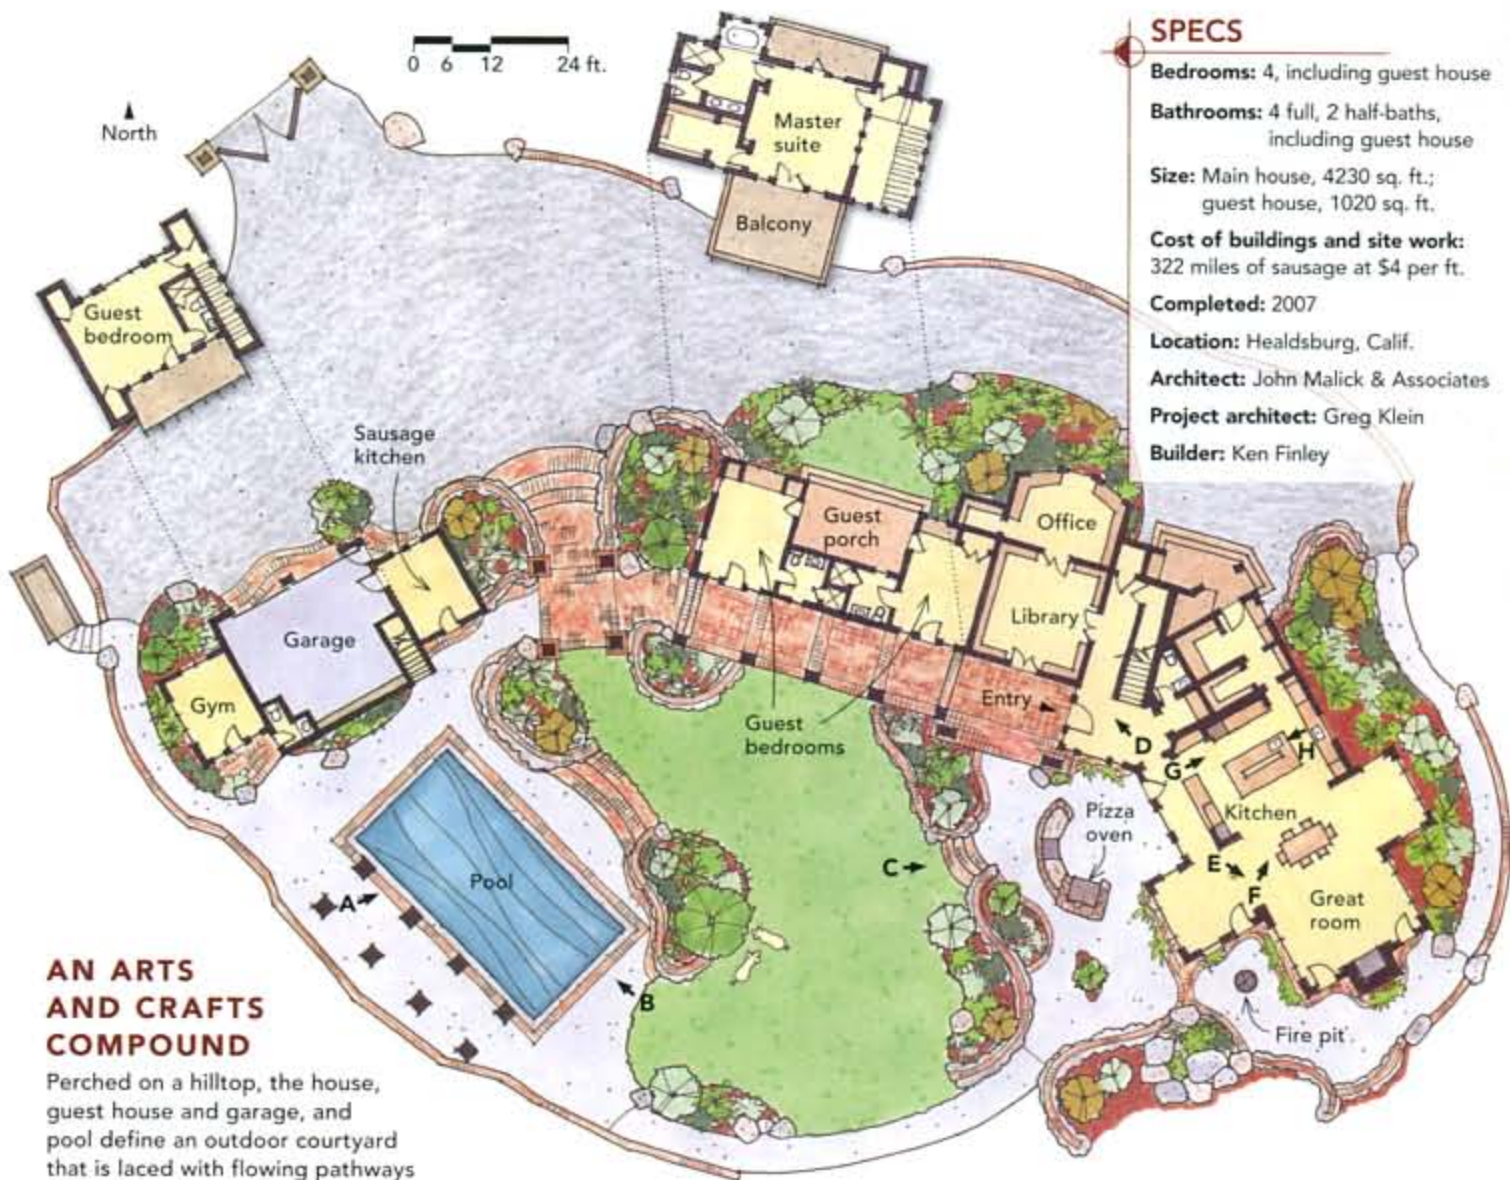 SPECS
Bedrooms: 4, including guest house
Bathrooms: 4 full, 2 half-baths,
including guest house
Size: Main house, 4230 sq. ft.;
guest house, 1020 sq. ft.
Cost of buildings and site work:
322 miles of sausage at $4 per ft.
Completed: 2007
Location: Healdsburg, Calif.
Architect: John Malick & Associates
Project architect: Greg Klein
Builder: Ken Finley
0 6 12 24 ft.
North
Master
suite
Balcony
Guest
bedroom
Sausage
kitchen
Guest
porch
Office
Library
Garage
Gym
Entry
Guest
bedrooms
D
G
H
Pizza
oven
Kitchen
C
E
F
Great
room
Pool
A
B
Fire pit
AN ARTS
AND CRAFTS
COMPOUND
Perched on a hilltop, the house,
guest house and garage, and
pool define an outdoor courtyard
that is laced with flowing pathways